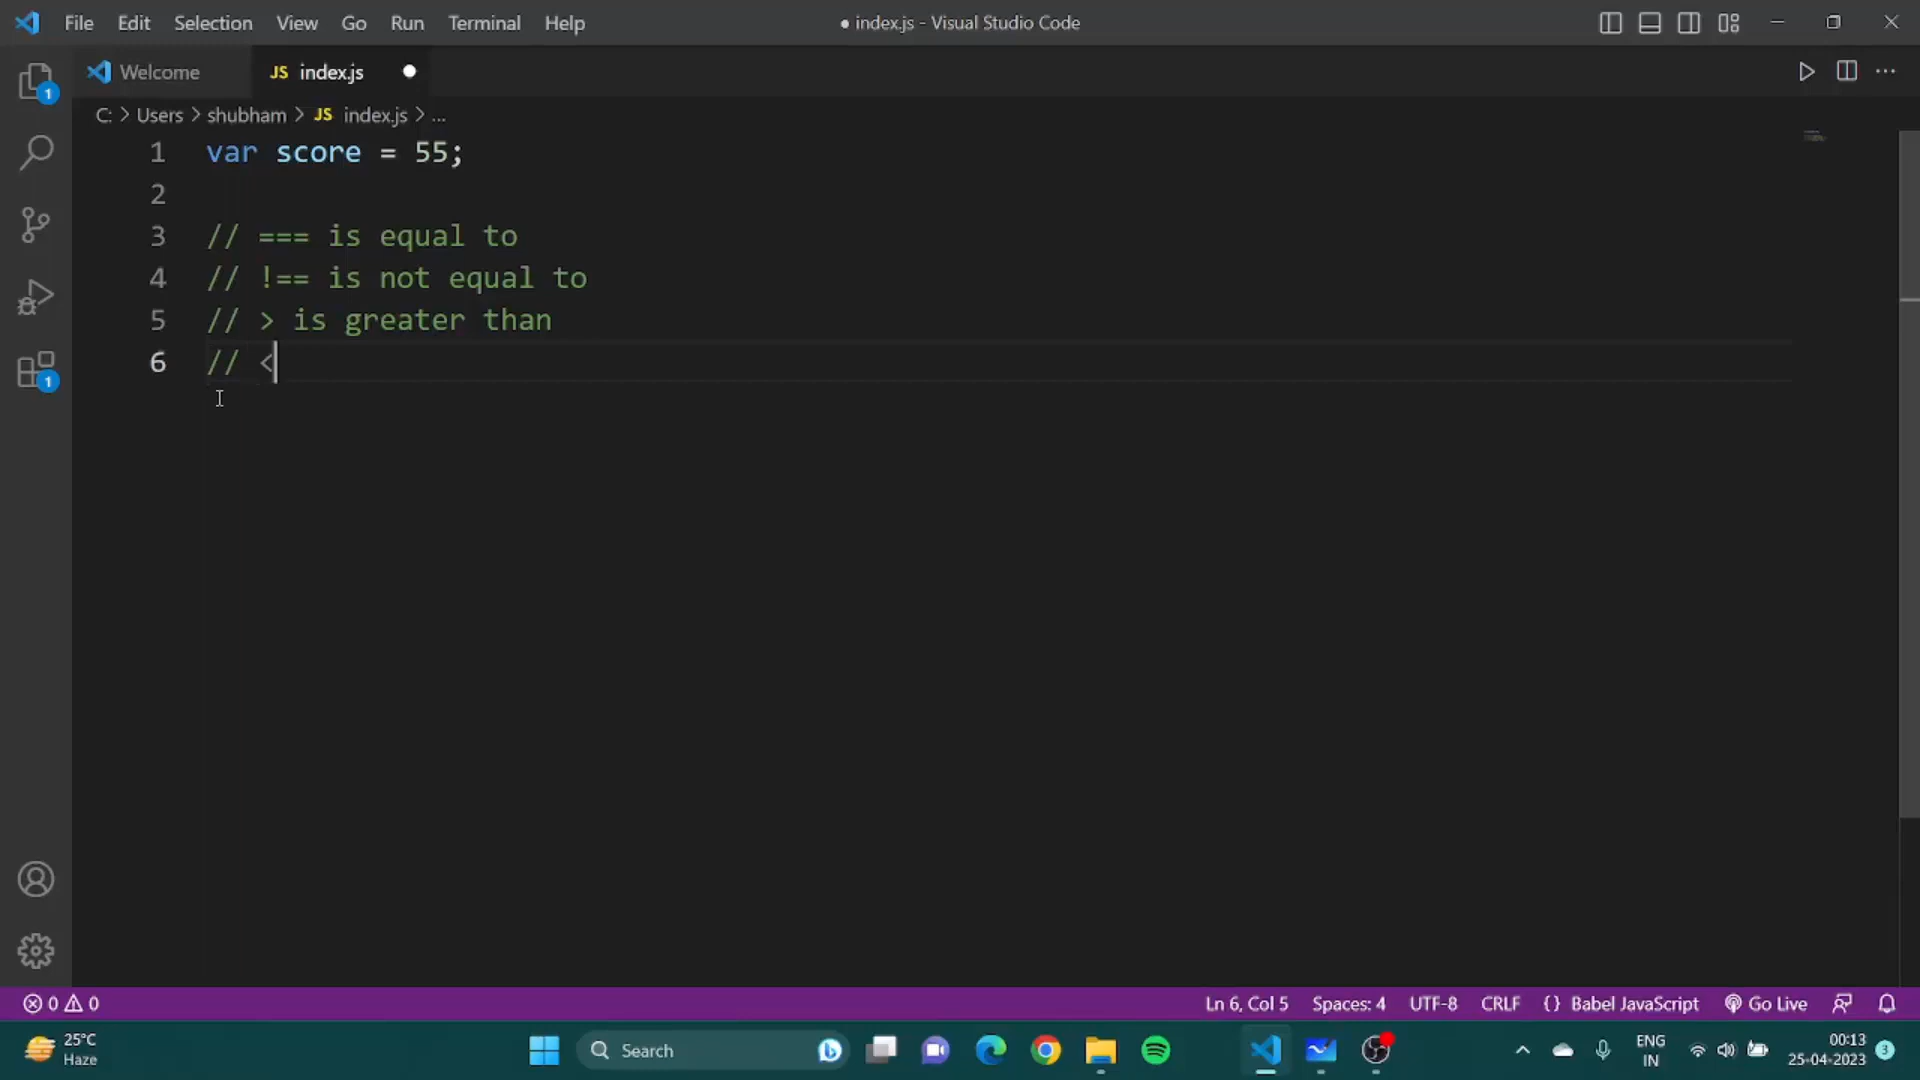 File Edit Selection View Go Run Terminal Help ● index.js - Visual Studio Code
Welcome JS index.js
C: > Users > shubham > JS index.js > ...
1 var score = 55;
2
3 // === is equal to
4 // !== is not equal to
5 // > is greater than
6 // <
1
1
0 0 Ln 6, Col 5 Spaces: 4 UTF-8 CRLF {} Babel JavaScript Go Live
25°C
Haze
Search
ENG
IN
00:13
25-04-2023
3